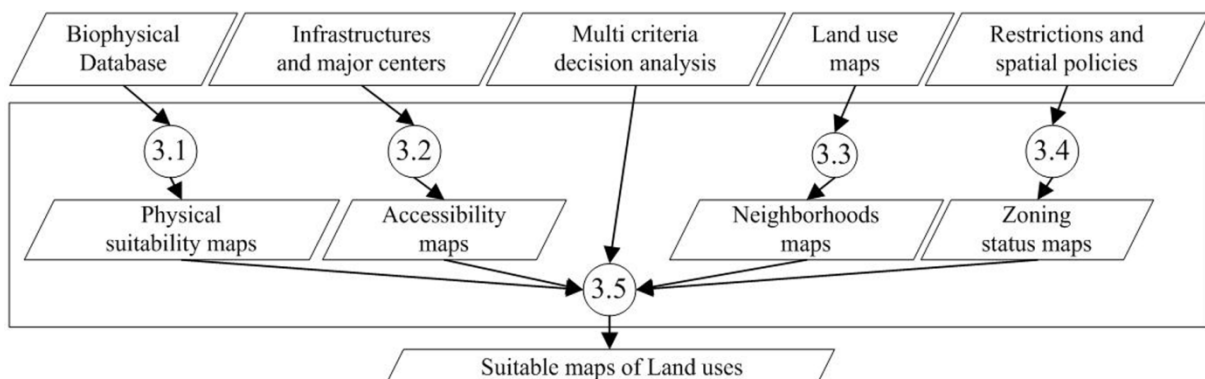 Biophysical
Database
Infrastructures
and major centers
Multi criteria
decision analysis
Land use
maps
Restrictions and
spatial policies
3.1
3.2
3.3
3.4
Physical
suitability maps
Accessibility
maps
Neighborhoods
maps
Zoning
status maps
3.5
Suitable maps of Land uses